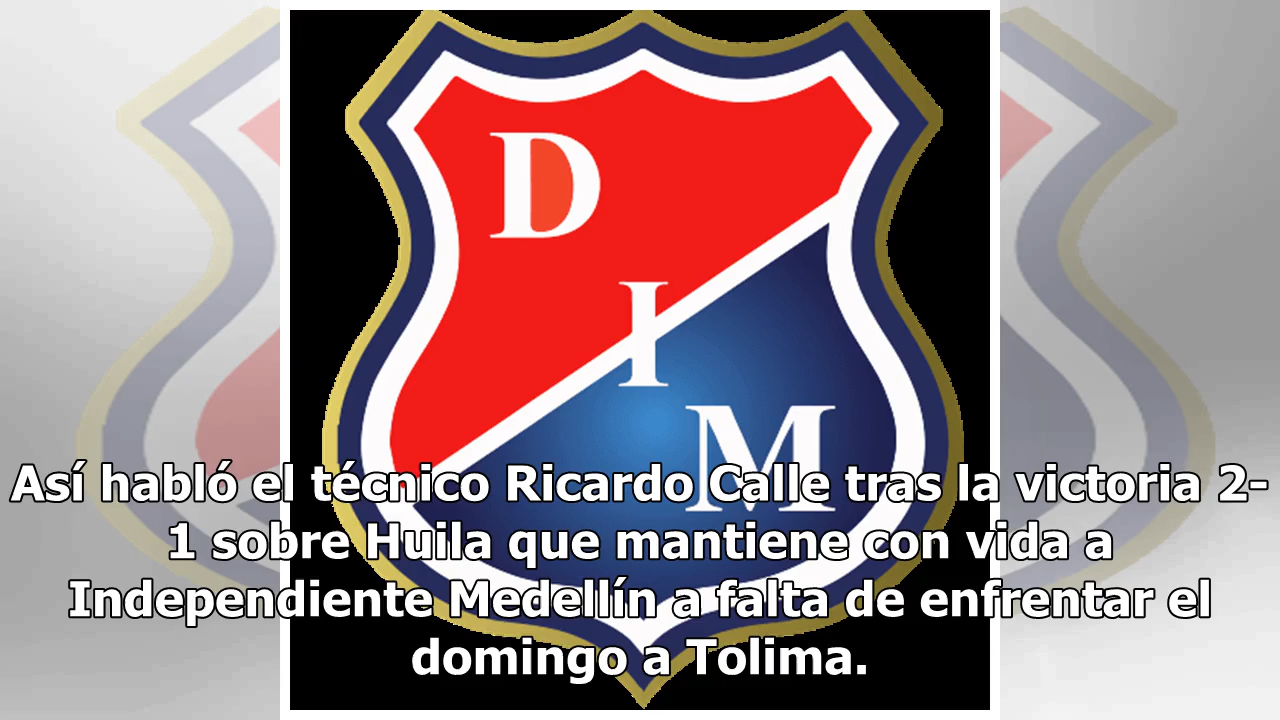 D
I
M
Así habló el técnico Ricardo Calle tras la victoria 2-
1 sobre Huila que mantiene con vida a
Independiente Medellín a falta de enfrentar el
domingo a Tolima.